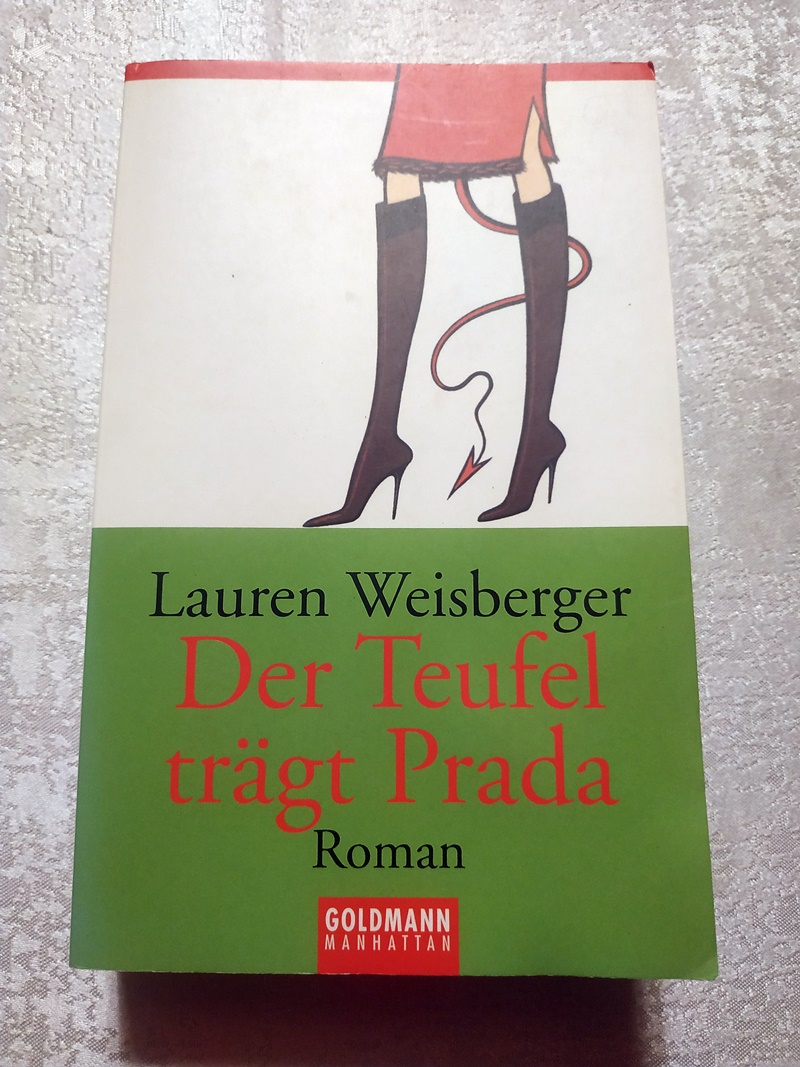 Lauren Weisberger
Der Teufel
trägt Prada
Roman
GOLDMANN
MANHATTAN